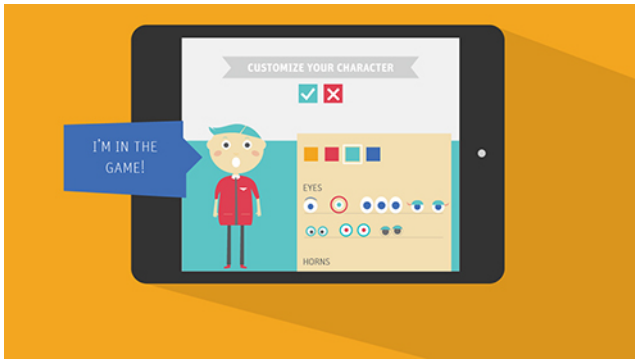 CUSTOMIZE YOUR CHARACTER
I'M IN THE
GAME!
EYES
HORNS